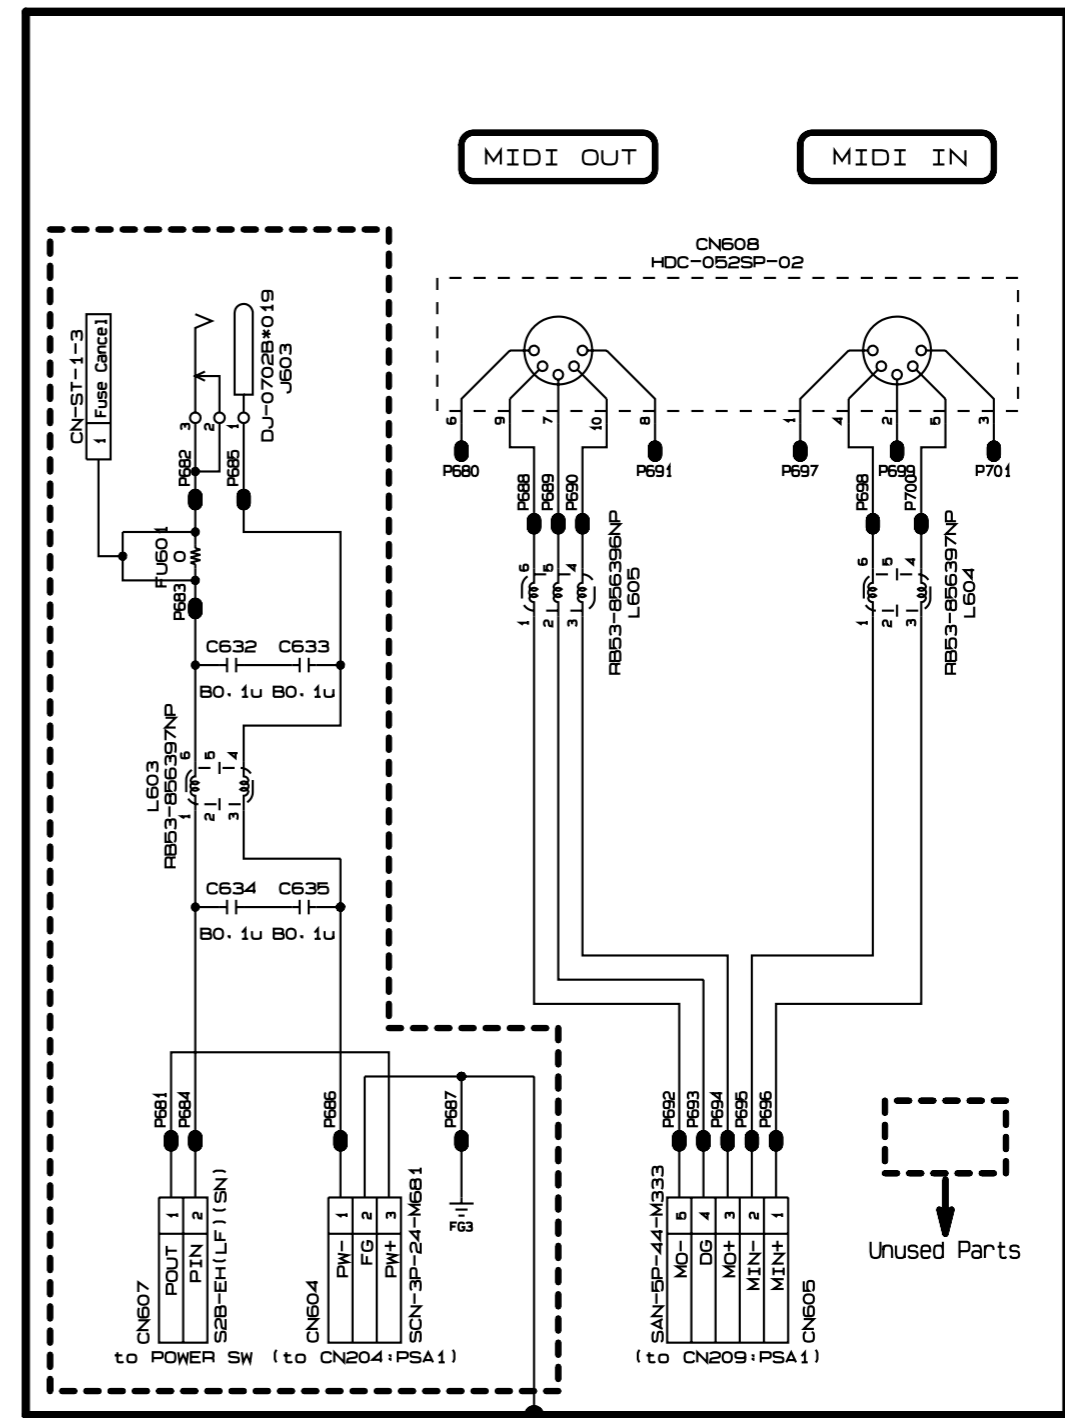 MIDI OUT
MIDI IN
CN608
HDC-052SP-02
CN-ST-1-3
1 Fuse Cancel
DJ-0702B*019
J603
3
2
1
P682
P685
FU601
0
P683
C632
C633
B0.1u
B0.1u
L603
RB53-856397NP
6
5
4
1
2
3
C634
C635
B0.1u
B0.1u
6
9
7
10
8
P680
P691
P688
P689
P690
6
5
4
1
2
3
RB53-856396NP
L605
1
4
2
5
3
P697
P699
P701
P698
P700
6
5
4
1
2
3
RB53-856397NP
L604
P681
P684
P686
P687
FG3
CN607
1 POUT
2 PIN
S2B-EH(LF)(SN)
to POWER SW
CN604
1 PW-
2 FG
3 PW+
SCN-3P-24-M681
(to CN204:PSA1)
P692
P693
P694
P695
P696
SAN-5P-44-M333
5 MO-
4 DG
3 MO+
2 MIN-
1 MIN+
CN605
(to CN209:PSA1)
Unused Parts